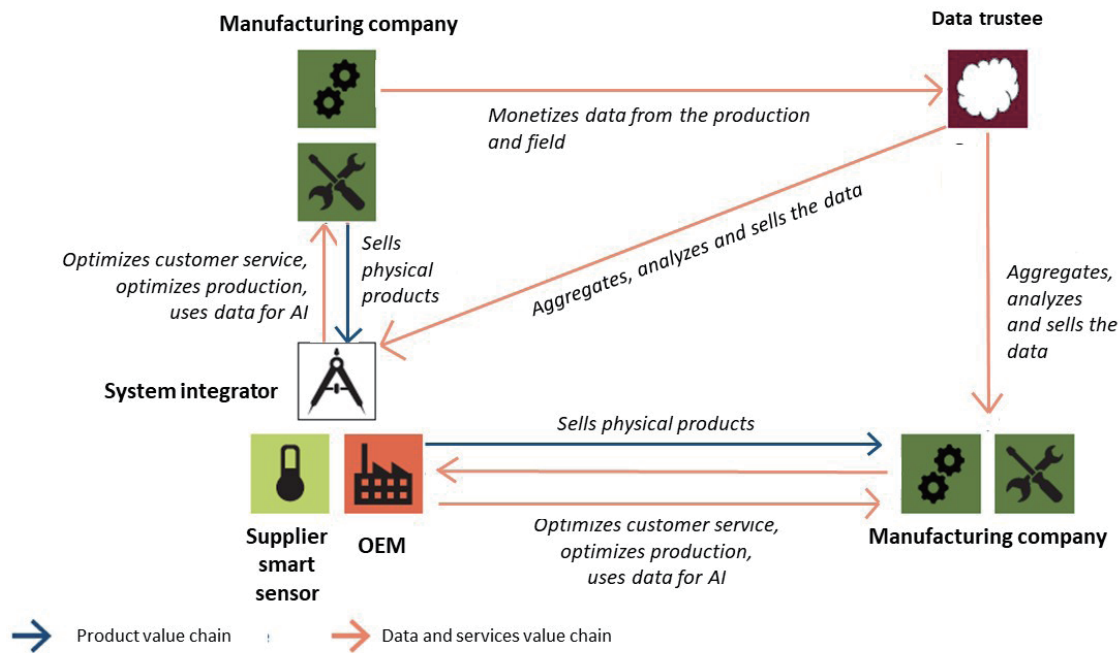 Manufacturing company
Data trustee
Monetizes data from the production
and field
Aggregates, analyzes and sells the data
Optimizes customer service,
optimizes production,
uses data for AI
Sells
physical
products
Aggregates,
analyzes
and sells the
data
System integrator
Sells physical products
Supplier
smart
sensor
OEM
Optimizes customer service,
optimizes production,
uses data for AI
Manufacturing company
Product value chain
Data and services value chain